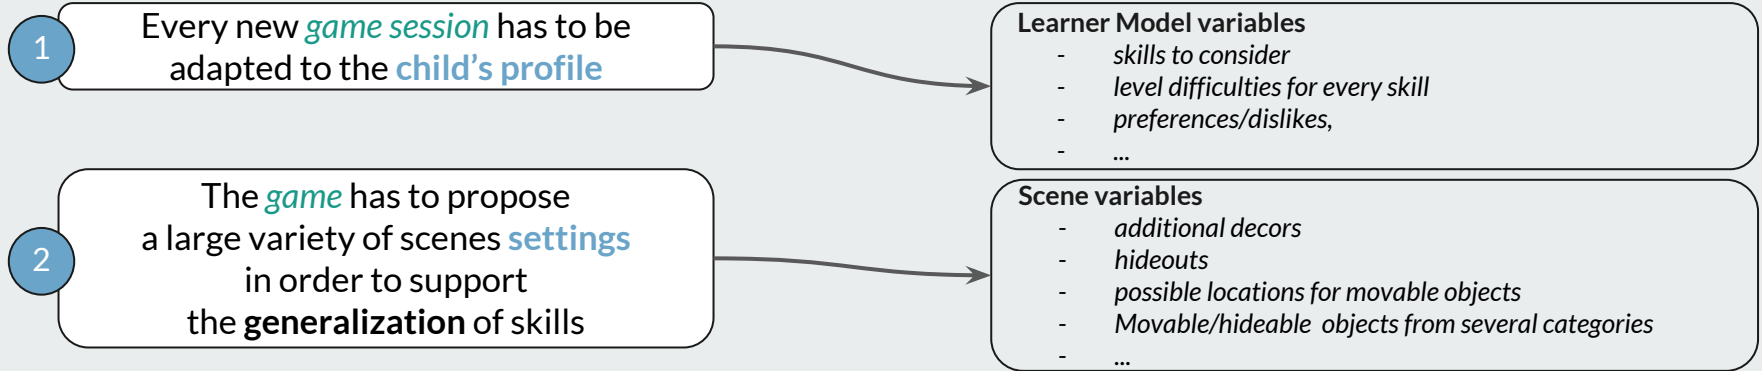 1
Every new game session has to be
adapted to the child's profile
Learner Model variables
- skills to consider
- level difficulties for every skill
- preferences/dislikes,
- ...
2
The game has to propose
a large variety of scenes settings
in order to support
the generalization of skills
Scene variables
- additional decors
- hideouts
- possible locations for movable objects
- Movable/hideable objects from several categories
- ...